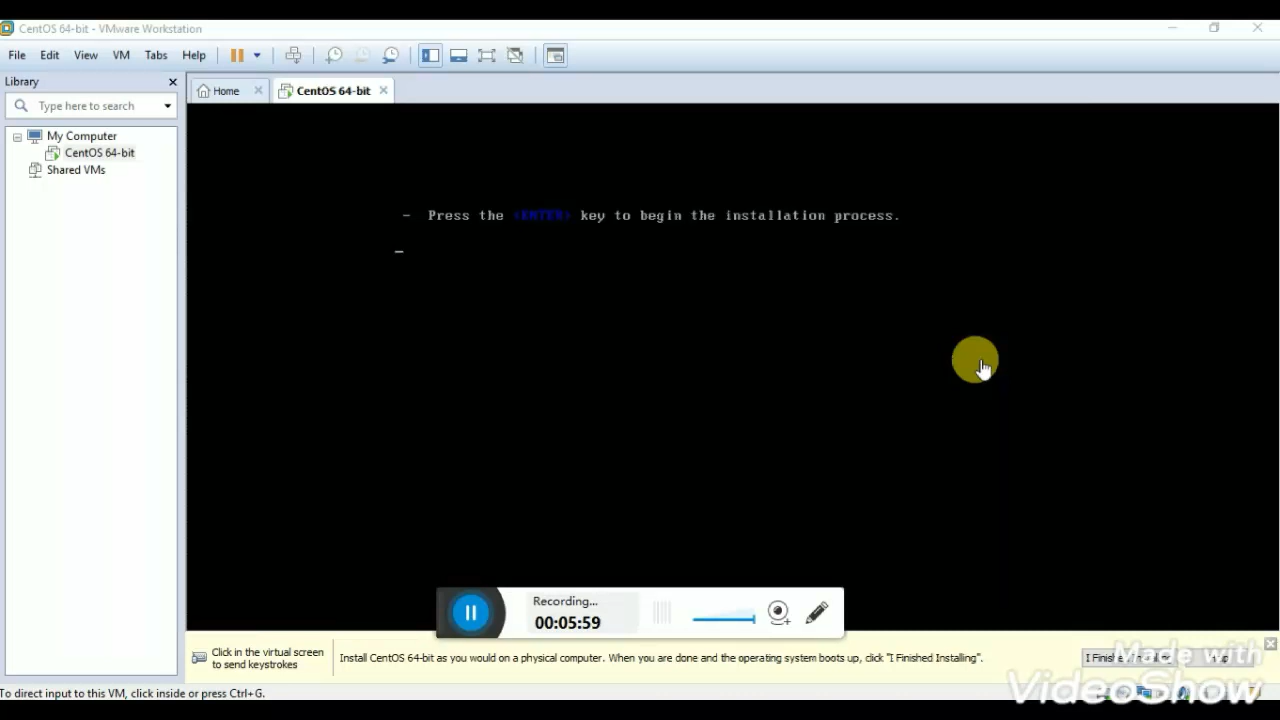 CentOS 64-bit - VMware Workstation
File Edit View VM Tabs Help
Library
Home
CentOS 64-bit
Type here to search
My Computer
CentOS 64-bit
Shared VMs
- Press the <ENTER> key to begin the installation process.
Recording...
00:05:59
Click in the virtual screen
to send keystrokes
Install CentOS 64-bit as you would on a physical computer. When you are done and the operating system boots up, click "I Finished Installing".
Made with
VideoShow
To direct input to this VM, click inside or press Ctrl+G.